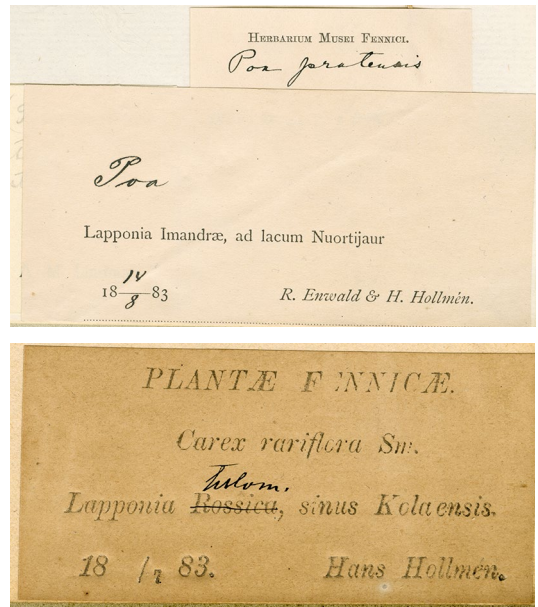 HERBARIUM MUSEI FENNICI.
Poa pratensis
Poa
Lapponia Imandræ, ad lacum Nuortijaur
18 14/8 83 R. Enwald & H. Hollmén.
PLANTÆ FENNICÆ.
Carex rariflora Sm.
Tulom.
Lapponia Rossica, sinus Kolaensis.
18 /7 83. Hans Hollmén.